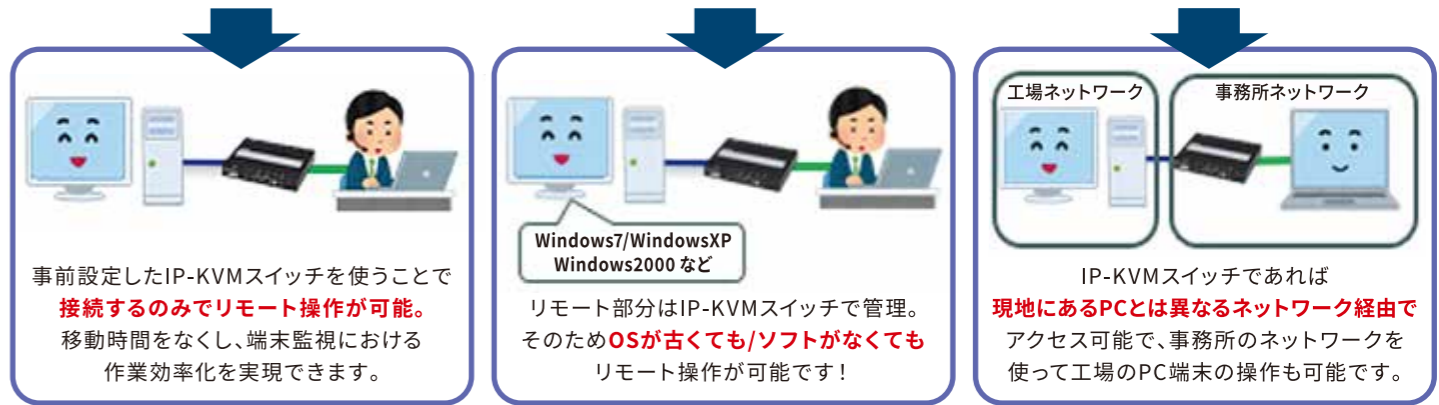 事前設定したIP-KVMスイッチを使うことで
接続するのみでリモート操作が可能。
移動時間をなくし、端末監視における
作業効率化を実現できます。
Windows7/WindowsXP
Windows2000 など
リモート部分はIP-KVMスイッチで管理。
そのためOSが古くても/ソフトがなくても
リモート操作が可能です！
工場ネットワーク
事務所ネットワーク
IP-KVMスイッチであれば
現地にあるPCとは異なるネットワーク経由で
アクセス可能で、事務所のネットワークを
使って工場のPC端末の操作も可能です。